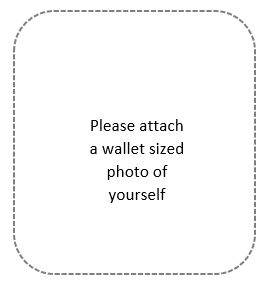 Please attach
a wallet sized
photo of
yourself